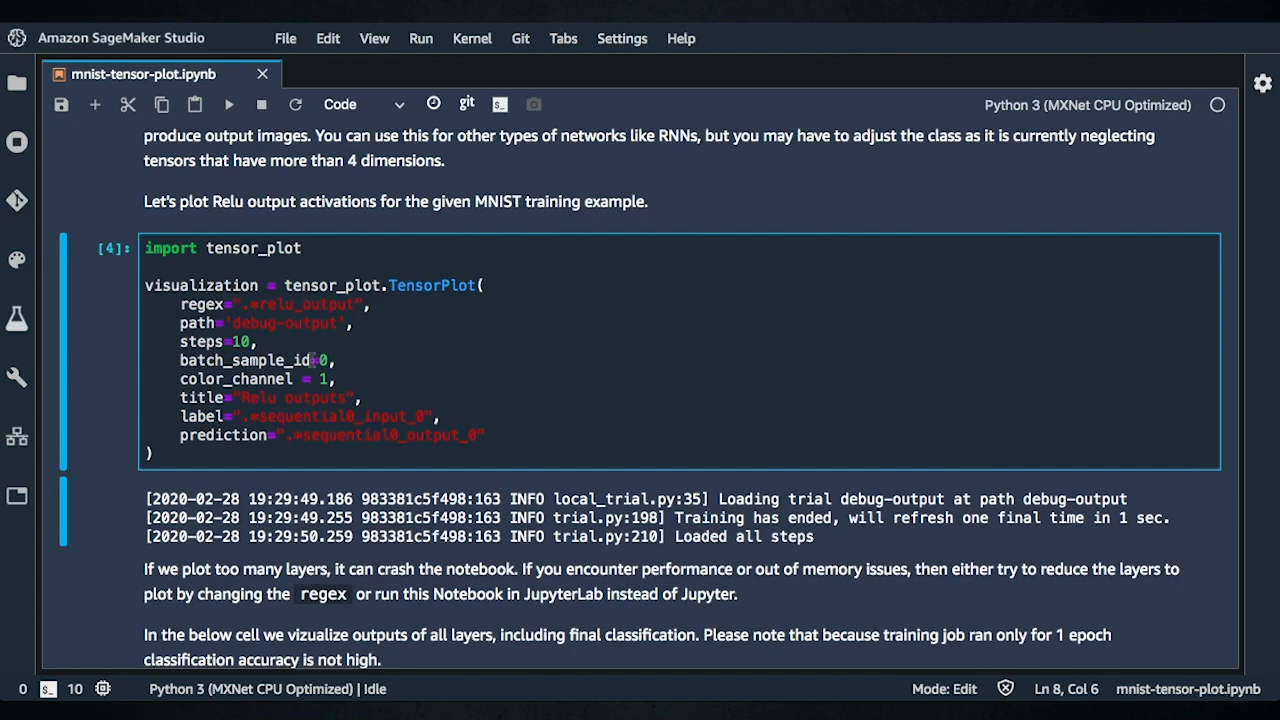 Amazon SageMaker Studio File Edit View Run Kernel Git Tabs Settings Help
mnist-tensor-plot.ipynb
Code git Python 3 (MXNet CPU Optimized)
produce output images. You can use this for other types of networks like RNNs, but you may have to adjust the class as it is currently neglecting
tensors that have more than 4 dimensions.
Let's plot Relu output activations for the given MNIST training example.
[4]: import tensor_plot
visualization = tensor_plot.TensorPlot(
regex=".*relu_output",
path='debug-output',
steps=10,
batch_sample_id=0,
color_channel = 1,
title="Relu outputs",
label=".*sequential0_input_0",
prediction=".*sequential0_output_0"
)
[2020-02-28 19:29:49.186 983381c5f498:163 INFO local_trial.py:35] Loading trial debug-output at path debug-output
[2020-02-28 19:29:49.255 983381c5f498:163 INFO trial.py:198] Training has ended, will refresh one final time in 1 sec.
[2020-02-28 19:29:50.259 983381c5f498:163 INFO trial.py:210] Loaded all steps
If we plot too many layers, it can crash the notebook. If you encounter performance or out of memory issues, then either try to reduce the layers to
plot by changing the regex or run this Notebook in JupyterLab instead of Jupyter.
In the below cell we vizualize outputs of all layers, including final classification. Please note that because training job ran only for 1 epoch
classification accuracy is not high.
0 $_ 10 Python 3 (MXNet CPU Optimized) | Idle Mode: Edit Ln 8, Col 6 mnist-tensor-plot.ipynb